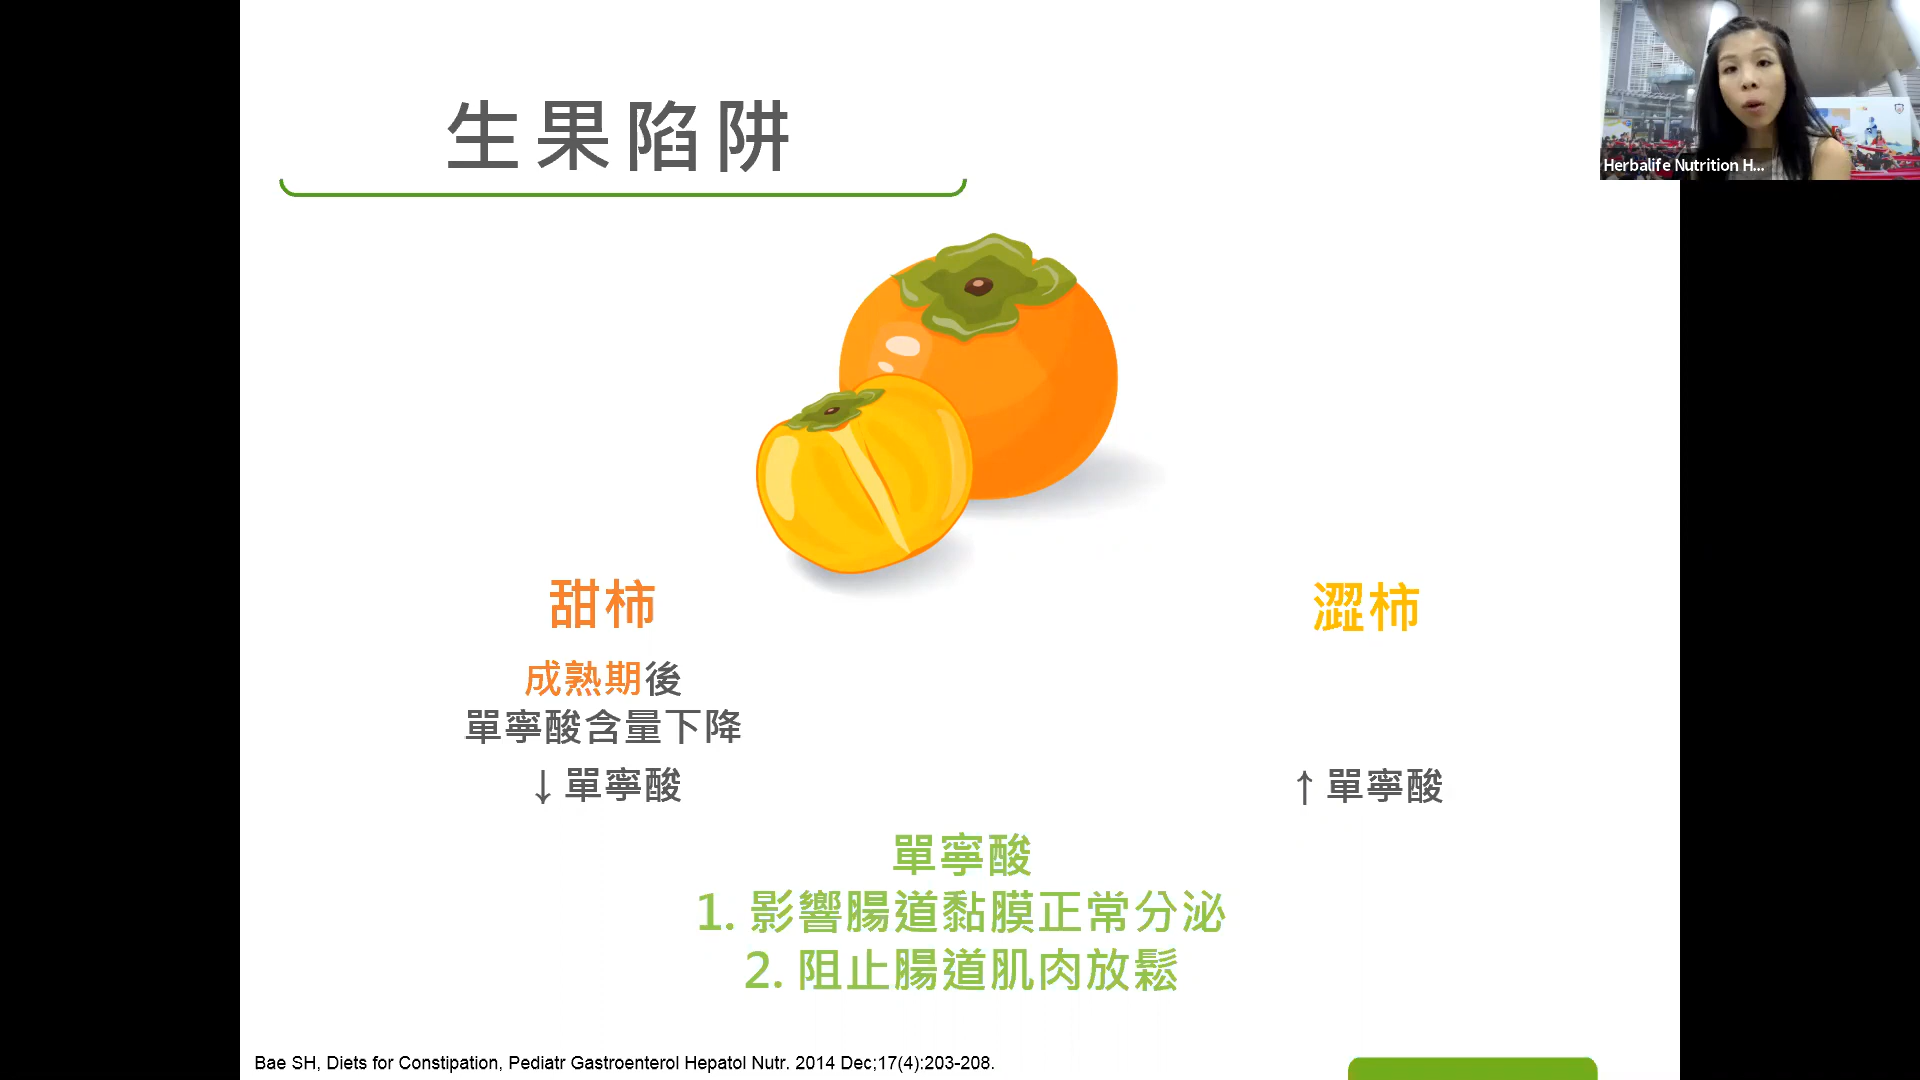 生果陷阱
Herbalife Nutrition H...
甜柿
澀柿
成熟期後
單寧酸含量下降
↓ 單寧酸
↑ 單寧酸
單寧酸
1. 影響腸道黏膜正常分泌
2. 阻止腸道肌肉放鬆
Bae SH, Diets for Constipation, Pediatr Gastroenterol Hepatol Nutr. 2014 Dec;17(4):203-208.